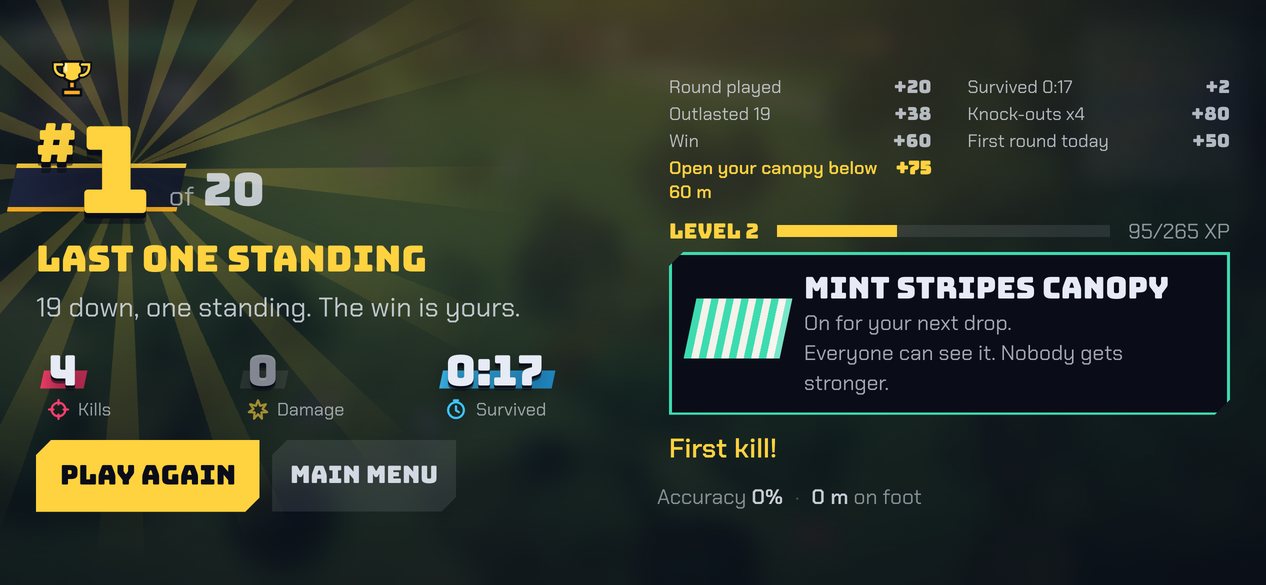 #1 of 20
LAST ONE STANDING
19 down, one standing. The win is yours.
4
Kills
0
Damage
0:17
Survived
PLAY AGAIN
MAIN MENU
Round played +20
Outlasted 19 +38
Win +60
Open your canopy below +75
60 m
Survived 0:17 +2
Knock-outs x4 +80
First round today +50
LEVEL 2 95/265 XP
MINT STRIPES CANOPY
On for your next drop.
Everyone can see it. Nobody gets
stronger.
First kill!
Accuracy 0% · 0 m on foot